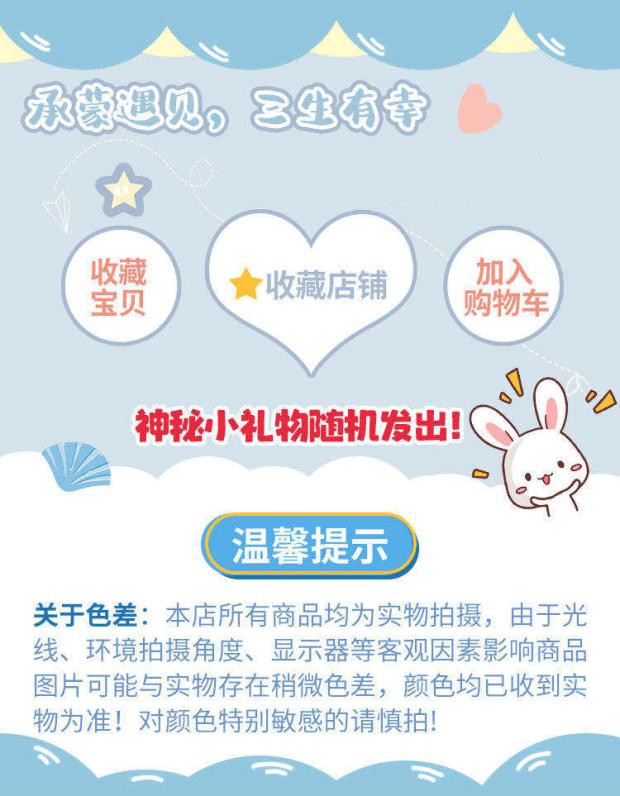 承蒙遇见，三生有幸
收藏
宝贝
收藏店铺
加入
购物车
神秘小礼物随机发出!
温馨提示
关于色差：本店所有商品均为实物拍摄，由于光
线、环境拍摄角度、显示器等客观因素影响商品
图片可能与实物存在稍微色差，颜色均已收到实
物为准！对颜色特别敏感的请慎拍!